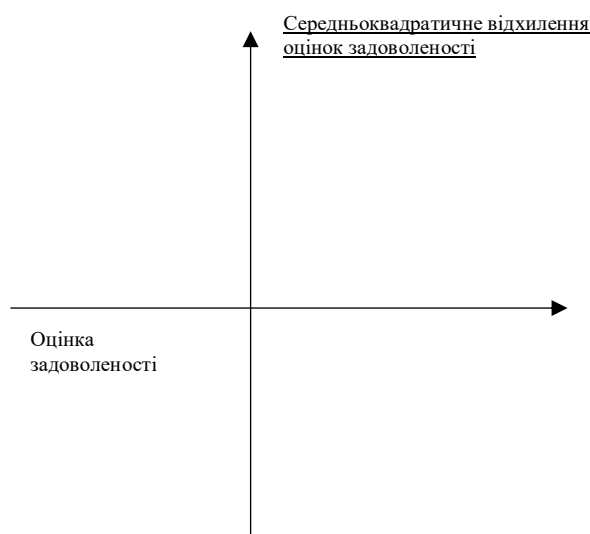 Середньоквадратичне відхилення
оцінок задоволеності
Оцінка
задоволеності